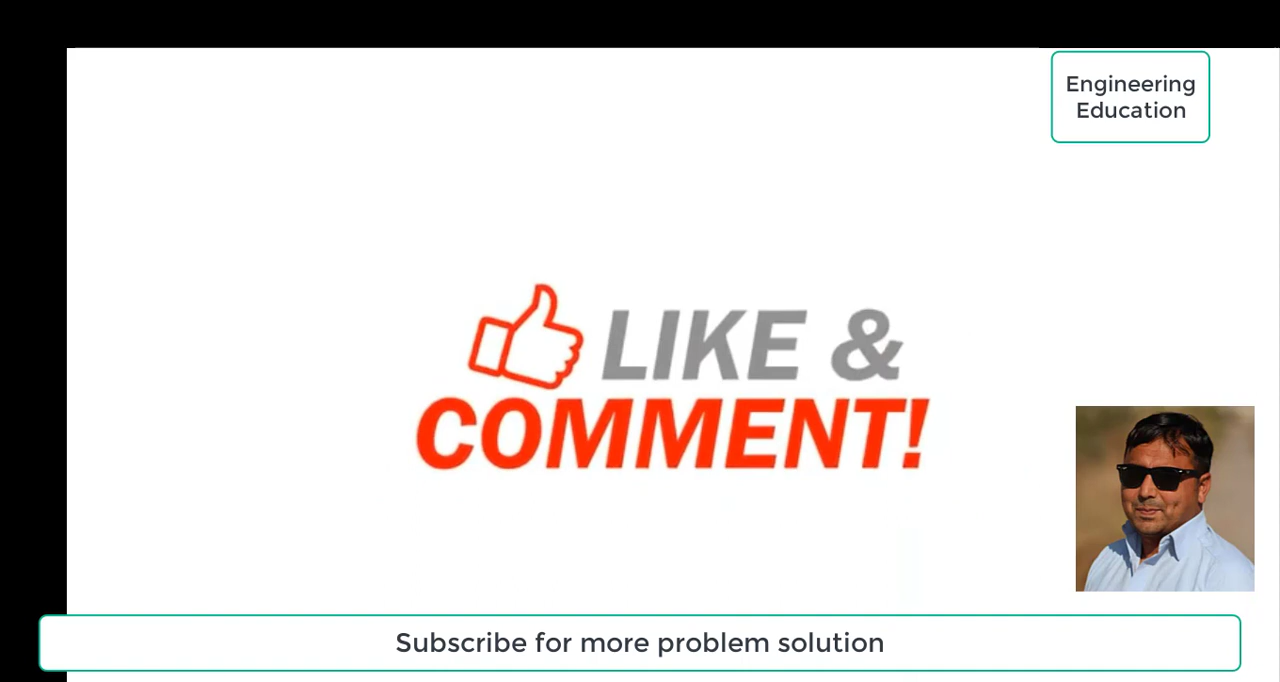 Engineering
Education
LIKE &
COMMENT!
Subscribe for more problem solution